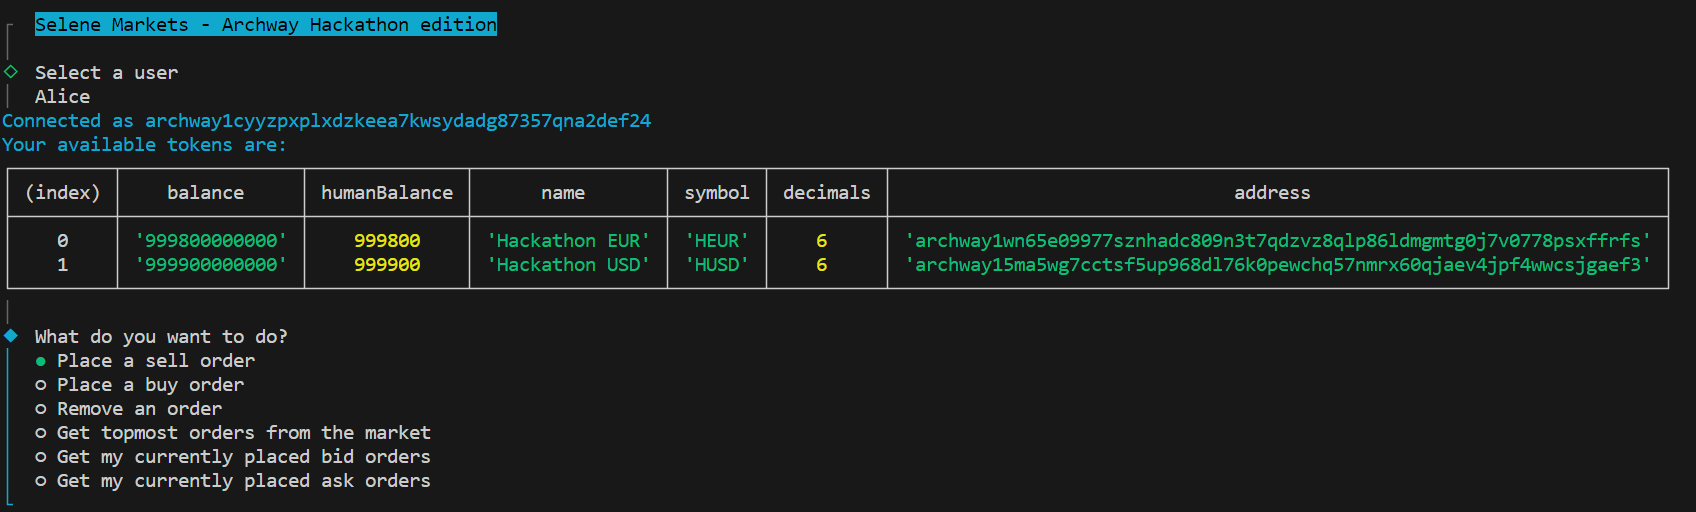 Selene Markets - Archway Hackathon edition
Select a user
Alice
Connected as archway1cyyzpxplxdzkeea7kwsydadg87357qna2def24
Your available tokens are:
(index) balance humanBalance name symbol decimals address
0 '999800000000' 999800 'Hackathon EUR' 'HEUR' 6 'archway1wn65e09977sznhadc809n3t7qdzvz8qlp86ldmgmtg0j7v0778psxffrfs'
1 '999900000000' 999900 'Hackathon USD' 'HUSD' 6 'archway15ma5wg7cctsf5up968dl76k0pewchq57nmrx60qjaev4jpf4wwcsjgaef3'
What do you want to do?
Place a sell order
Place a buy order
Remove an order
Get topmost orders from the market
Get my currently placed bid orders
Get my currently placed ask orders